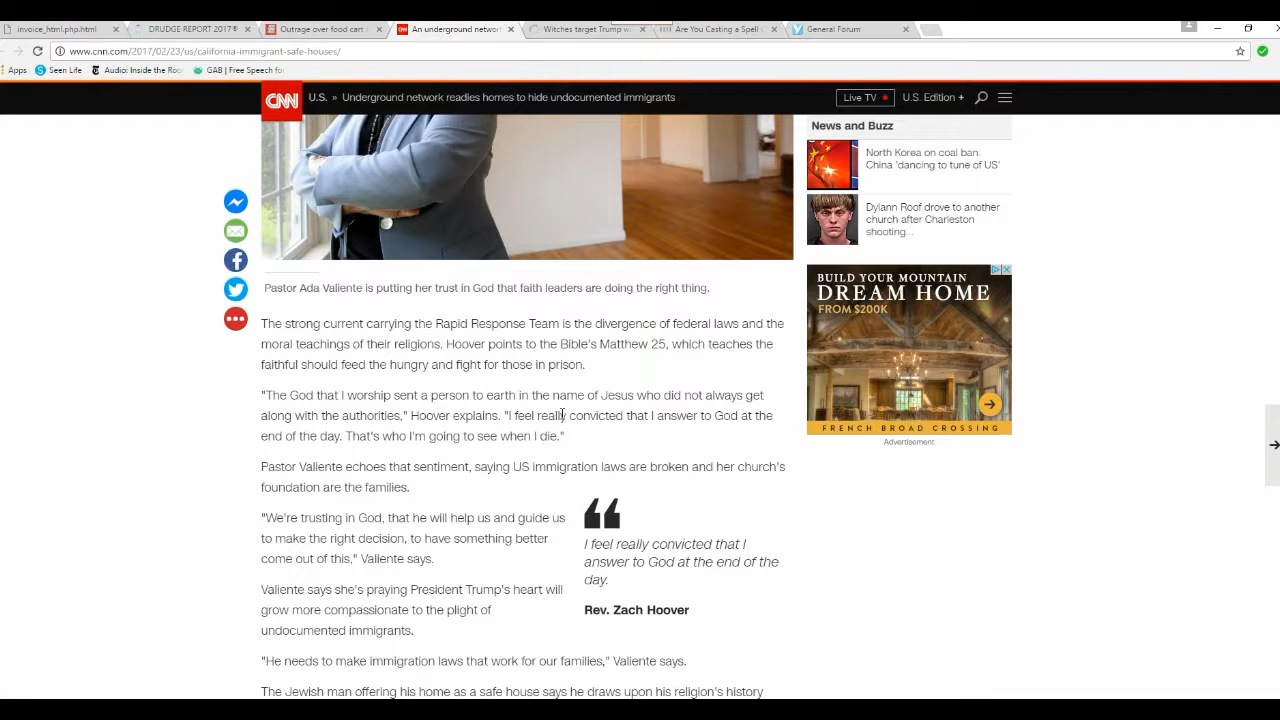 invoice_html.php.html
DRUDGE REPORT 2017®
Outrage over food cart s
An underground networ
Witches target Trump wi
Are You Casting a Spell O
General Forum
www.cnn.com/2017/02/23/us/california-immigrant-safe-houses/
Apps
Seen Life
Audio: Inside the Roc
GAB | Free Speech for
CNN
U.S. » Underground network readies homes to hide undocumented immigrants
Live TV
U.S. Edition +
News and Buzz
North Korea on coal ban:
China 'dancing to tune of US'
Dylann Roof drove to another
church after Charleston
shooting...
BUILD YOUR MOUNTAIN
DREAM HOME
FROM $200K
FRENCH BROAD CROSSING
Advertisement
Pastor Ada Valiente is putting her trust in God that faith leaders are doing the right thing.
The strong current carrying the Rapid Response Team is the divergence of federal laws and the
moral teachings of their religions. Hoover points to the Bible's Matthew 25, which teaches the
faithful should feed the hungry and fight for those in prison.
"The God that I worship sent a person to earth in the name of Jesus who did not always get
along with the authorities," Hoover explains. "I feel really convicted that I answer to God at the
end of the day. That's who I'm going to see when I die."
Pastor Valiente echoes that sentiment, saying US immigration laws are broken and her church's
foundation are the families.
"We're trusting in God, that he will help us and guide us
to make the right decision, to have something better
come out of this," Valiente says.
Valiente says she's praying President Trump's heart will
grow more compassionate to the plight of
undocumented immigrants.
I feel really convicted that I
answer to God at the end of the
day.
Rev. Zach Hoover
"He needs to make immigration laws that work for our families," Valiente says.
The Jewish man offering his home as a safe house says he draws upon his religion's history